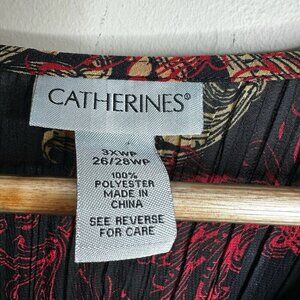 CATHERINES®
3XWP
26/28WP
100%
POLYESTER
MADE IN
CHINA
SEE REVERSE
FOR CARE